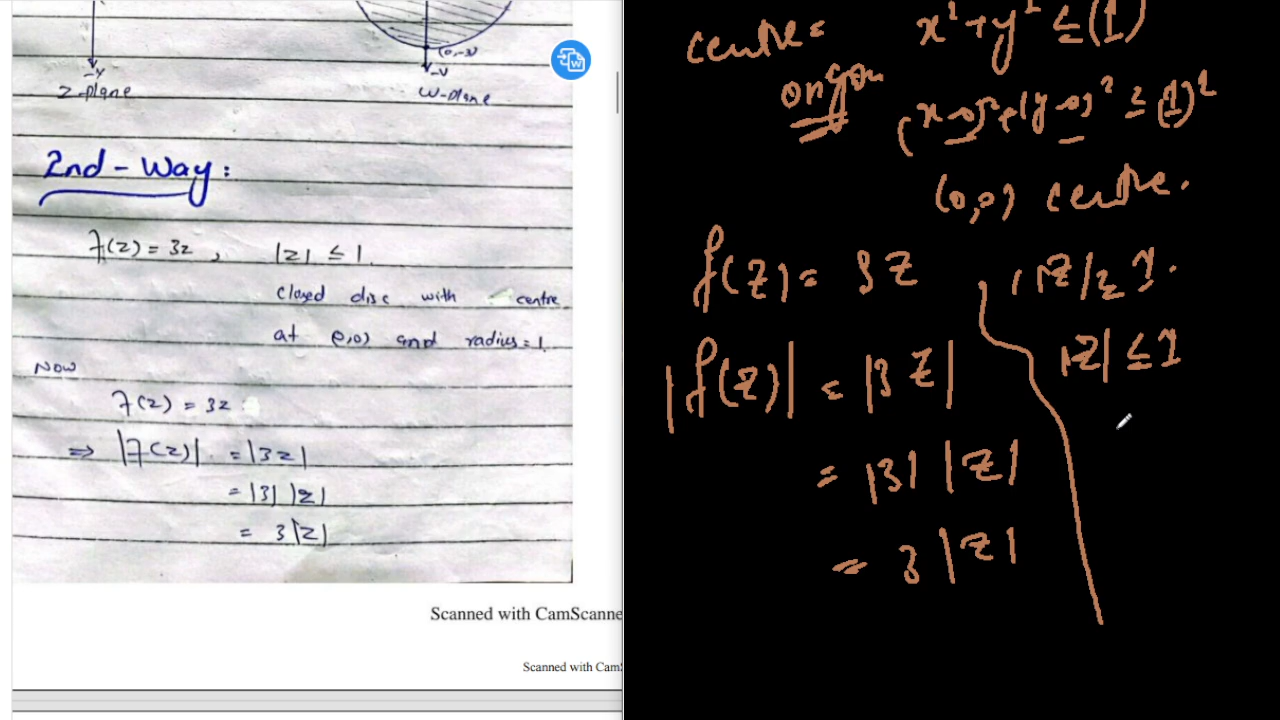 (0,-3)
-y
-V
Z-plane
W-plane
2nd-Way:
f(z) = 3z , |z| ≤ 1.
Closed disc with centre
at (0,0) and radius=1.
Now
f(z) = 3z
⇒ |f(z)| = |3z|
= |3| |z|
= 3|z|
Scanned with CamScanne
Scanned with Cam
W
centre = x²+y² ≤ (1)
(x-0)²+(y-0)² ≤ (1)²
(0,0) centre.
f(z) = 3z
|z| ≤ 1.
|f(z)| = |3z|
|z| ≤ 1
= |3| |z|
= 3 |z|